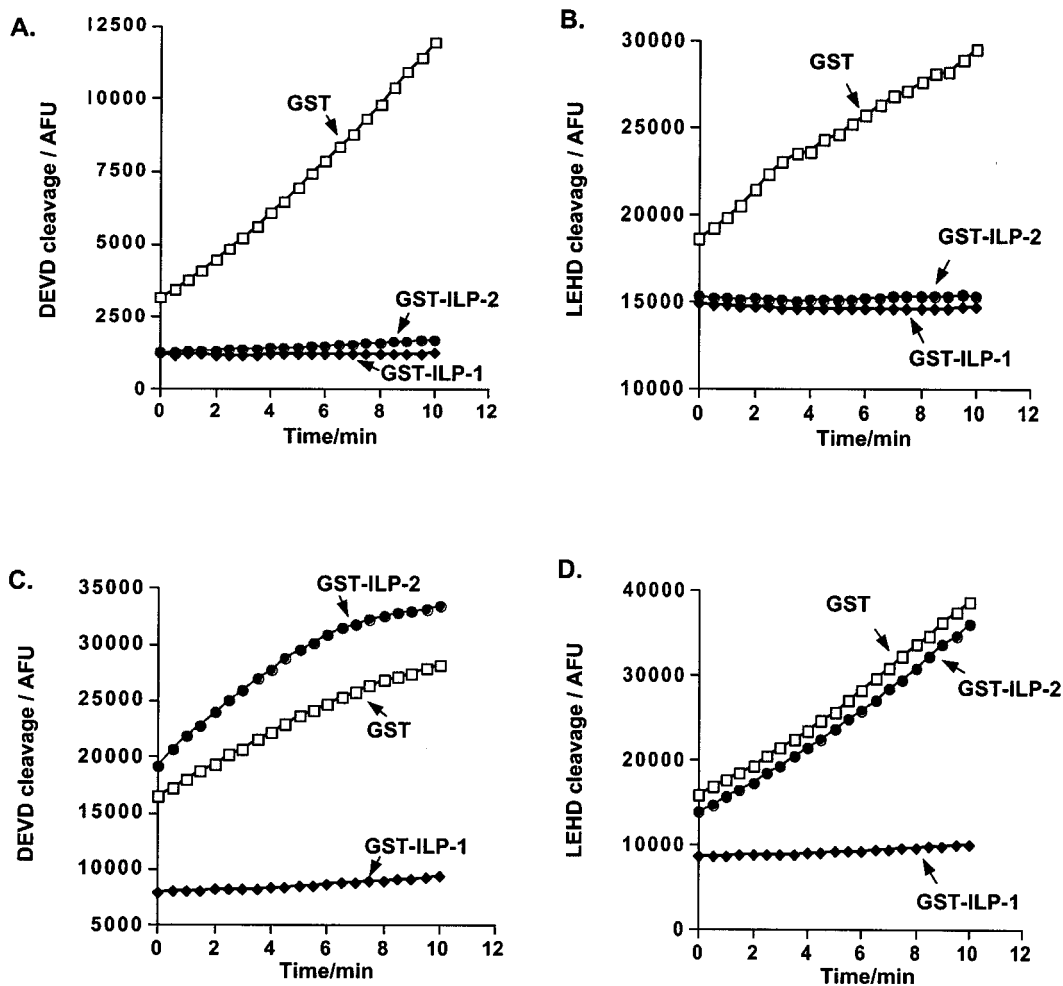 A.
DEVD cleavage / AFU
12500
10000
7500
5000
2500
0
GST
GST-ILP-2
GST-ILP-1
0 2 4 6 8 10 12
Time/min
B.
LEHD cleavage / AFU
30000
25000
20000
15000
10000
GST
GST-ILP-2
GST-ILP-1
0 2 4 6 8 10 12
Time/min
C.
DEVD cleavage / AFU
35000
30000
25000
20000
15000
10000
5000
GST-ILP-2
GST
GST-ILP-1
0 2 4 6 8 10 12
Time/min
D.
LEHD cleavage / AFU
40000
30000
20000
10000
0
GST
GST-ILP-2
GST-ILP-1
0 2 4 6 8 10 12
Time/min